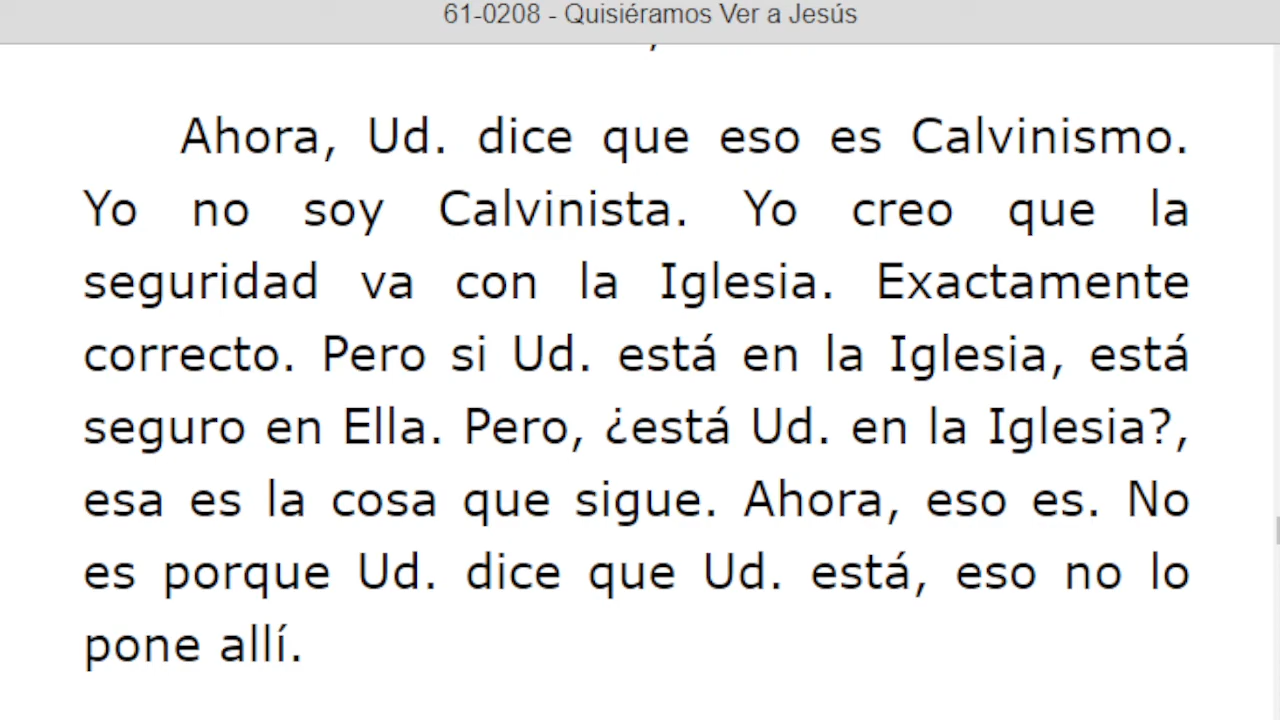 61-0208 - Quisiéramos Ver a Jesús
Ahora, Ud. dice que eso es Calvinismo.
Yo no soy Calvinista. Yo creo que la
seguridad va con la Iglesia. Exactamente
correcto. Pero si Ud. está en la Iglesia, está
seguro en Ella. Pero, ¿está Ud. en la Iglesia?,
esa es la cosa que sigue. Ahora, eso es. No
es porque Ud. dice que Ud. está, eso no lo
pone allí.